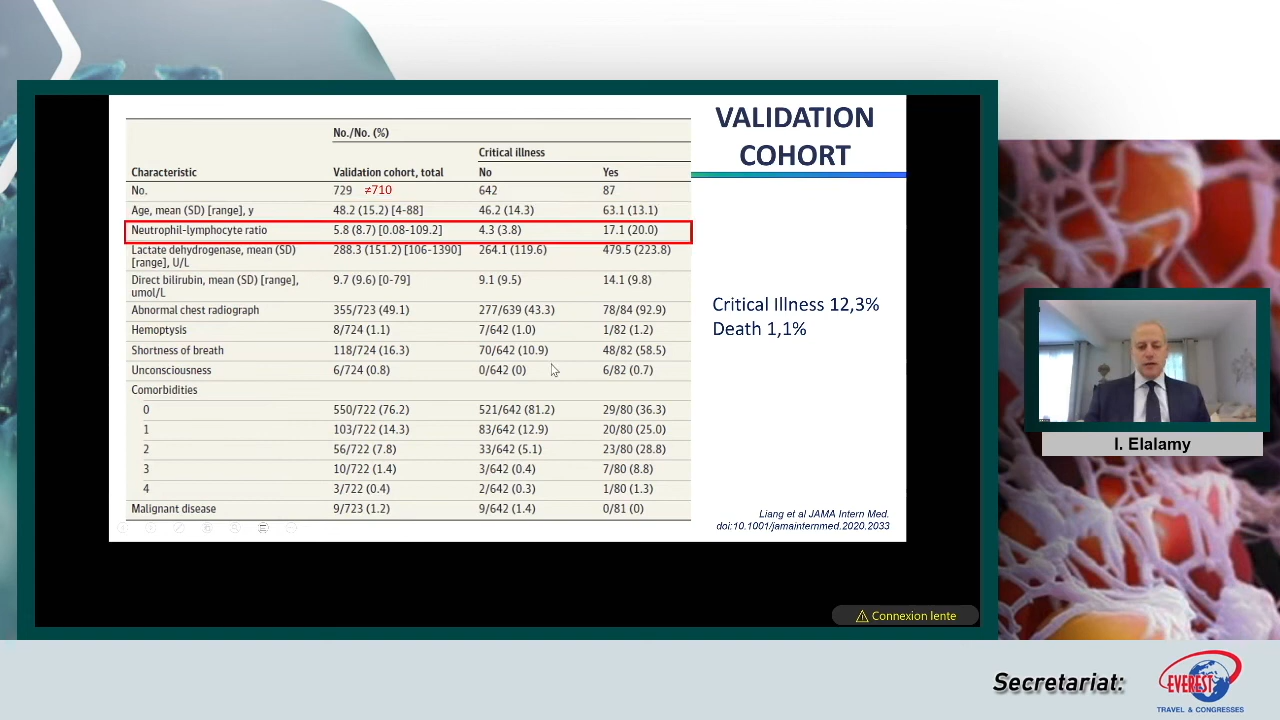 VALIDATION
COHORT
No./No. (%)
Critical illness
Characteristic Validation cohort, total No Yes
No. 729 ≠710 642 87
Age, mean (SD) [range], y 48.2 (15.2) [4-88] 46.2 (14.3) 63.1 (13.1)
Neutrophil-lymphocyte ratio 5.8 (8.7) [0.08-109.2] 4.3 (3.8) 17.1 (20.0)
Lactate dehydrogenase, mean (SD) 288.3 (151.2) [106-1390] 264.1 (119.6) 479.5 (223.8)
[range], U/L
Direct bilirubin, mean (SD) [range], 9.7 (9.6) [0-79] 9.1 (9.5) 14.1 (9.8)
umol/L
Abnormal chest radiograph 355/723 (49.1) 277/639 (43.3) 78/84 (92.9)
Hemoptysis 8/724 (1.1) 7/642 (1.0) 1/82 (1.2)
Shortness of breath 118/724 (16.3) 70/642 (10.9) 48/82 (58.5)
Unconsciousness 6/724 (0.8) 0/642 (0) 6/82 (0.7)
Comorbidities
0 550/722 (76.2) 521/642 (81.2) 29/80 (36.3)
1 103/722 (14.3) 83/642 (12.9) 20/80 (25.0)
2 56/722 (7.8) 33/642 (5.1) 23/80 (28.8)
3 10/722 (1.4) 3/642 (0.4) 7/80 (8.8)
4 3/722 (0.4) 2/642 (0.3) 1/80 (1.3)
Malignant disease 9/723 (1.2) 9/642 (1.4) 0/81 (0)
Critical Illness 12,3%
Death 1,1%
Liang et al JAMA Intern Med.
doi:10.1001/jamainternmed.2020.2033
I. Elalamy
Connexion lente
Secretariat:
EVEREST
TRAVEL & CONGRESSES